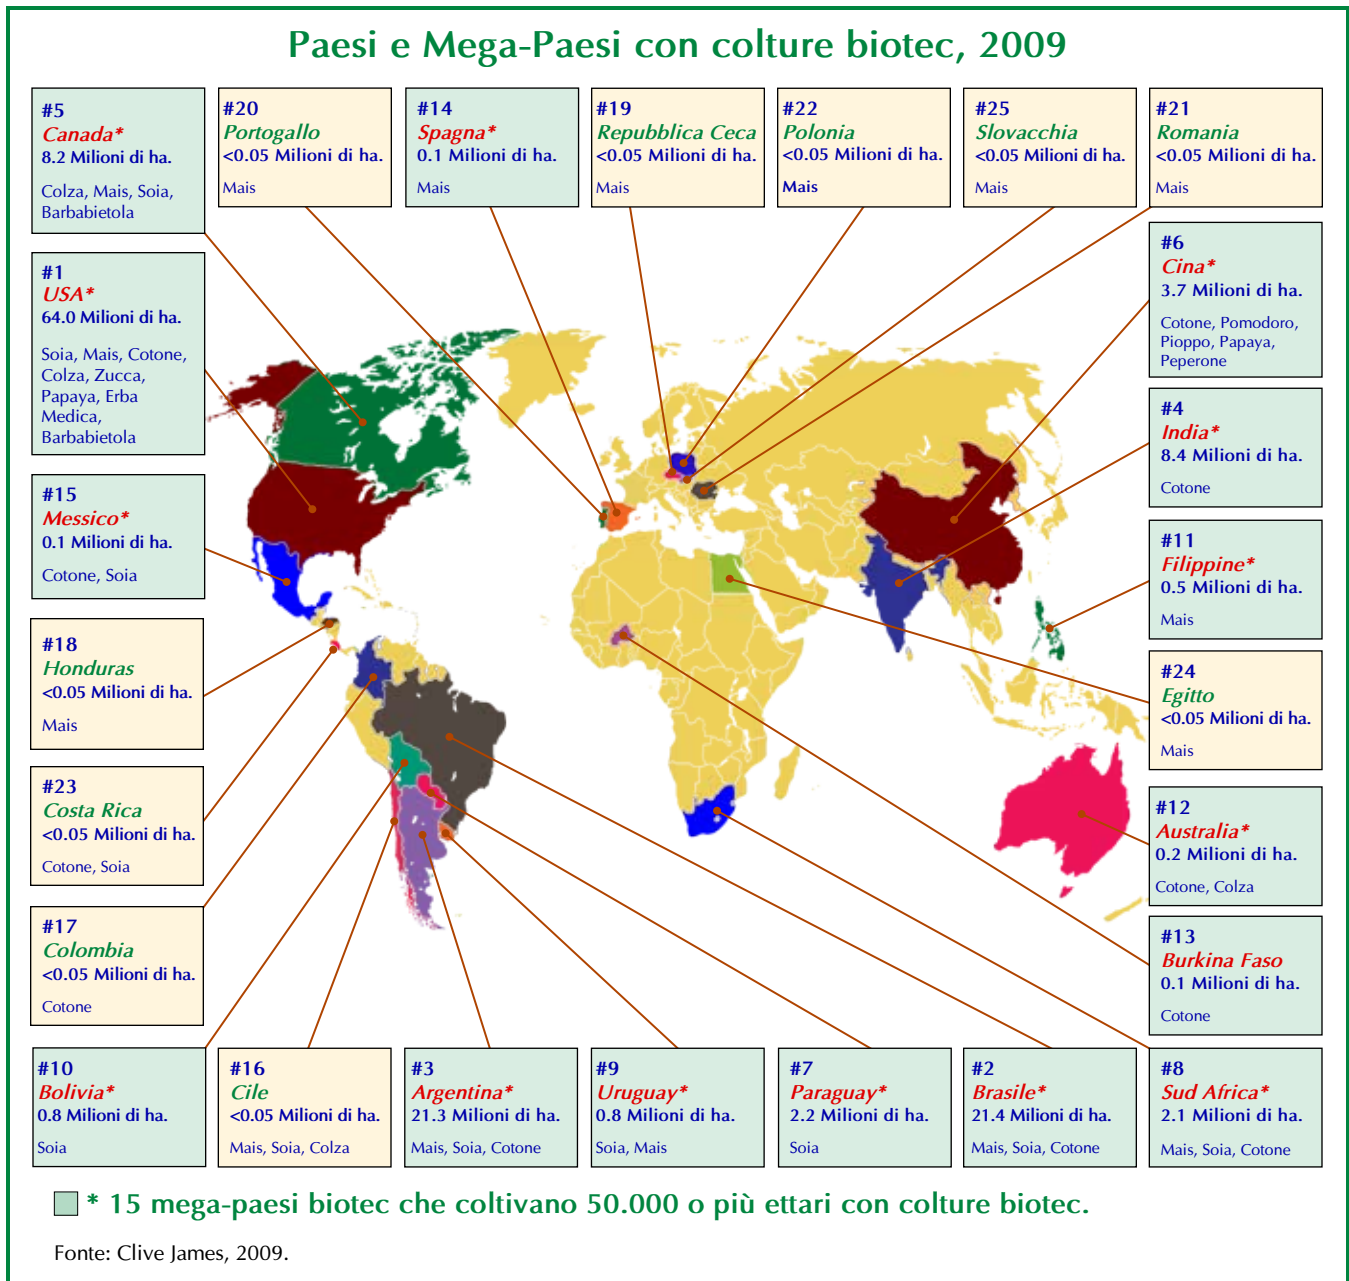 Paesi e Mega-Paesi con colture biotec, 2009
#5
Canada*
8.2 Milioni di ha.
Colza, Mais, Soia,
Barbabietola
#20
Portogallo
<0.05 Milioni di ha.
Mais
#14
Spagna*
0.1 Milioni di ha.
Mais
#19
Repubblica Ceca
<0.05 Milioni di ha.
Mais
#22
Polonia
<0.05 Milioni di ha.
Mais
#25
Slovacchia
<0.05 Milioni di ha.
Mais
#21
Romania
<0.05 Milioni di ha.
Mais
#1
USA*
64.0 Milioni di ha.
Soia, Mais, Cotone,
Colza, Zucca,
Papaya, Erba
Medica,
Barbabietola
#6
Cina*
3.7 Milioni di ha.
Cotone, Pomodoro,
Pioppo, Papaya,
Peperone
#4
India*
8.4 Milioni di ha.
Cotone
#15
Messico*
0.1 Milioni di ha.
Cotone, Soia
#11
Filippine*
0.5 Milioni di ha.
Mais
#18
Honduras
<0.05 Milioni di ha.
Mais
#24
Egitto
<0.05 Milioni di ha.
Mais
#23
Costa Rica
<0.05 Milioni di ha.
Cotone, Soia
#12
Australia*
0.2 Milioni di ha.
Cotone, Colza
#17
Colombia
<0.05 Milioni di ha.
Cotone
#13
Burkina Faso
0.1 Milioni di ha.
Cotone
#10
Bolivia*
0.8 Milioni di ha.
Soia
#16
Cile
<0.05 Milioni di ha.
Mais, Soia, Colza
#3
Argentina*
21.3 Milioni di ha.
Mais, Soia, Cotone
#9
Uruguay*
0.8 Milioni di ha.
Soia, Mais
#7
Paraguay*
2.2 Milioni di ha.
Soia
#2
Brasile*
21.4 Milioni di ha.
Mais, Soia, Cotone
#8
Sud Africa*
2.1 Milioni di ha.
Mais, Soia, Cotone
* 15 mega-paesi biotec che coltivano 50.000 o più ettari con colture biotec.
Fonte: Clive James, 2009.